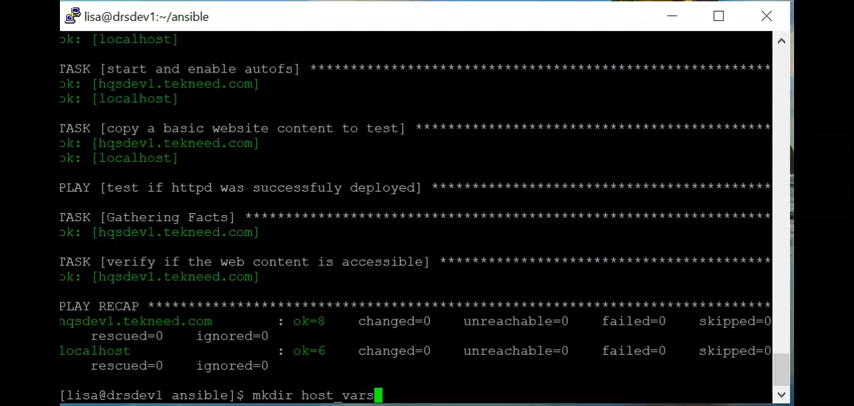 lisa@drsdev1:~/ansible
ok: [localhost]
TASK [start and enable autofs] *********************************************************
ok: [hqsdev1.tekneed.com]
ok: [localhost]
TASK [copy a basic website content to test] ********************************************
ok: [hqsdev1.tekneed.com]
ok: [localhost]
PLAY [test if httpd was successfuly deployed] ******************************************
TASK [Gathering Facts] *****************************************************************
ok: [hqsdev1.tekneed.com]
TASK [verify if the web content is accessible] *****************************************
ok: [hqsdev1.tekneed.com]
PLAY RECAP *****************************************************************************
hqsdev1.tekneed.com : ok=8 changed=0 unreachable=0 failed=0 skipped=0
rescued=0 ignored=0
localhost : ok=6 changed=0 unreachable=0 failed=0 skipped=0
rescued=0 ignored=0
[lisa@drsdev1 ansible]$ mkdir host_vars